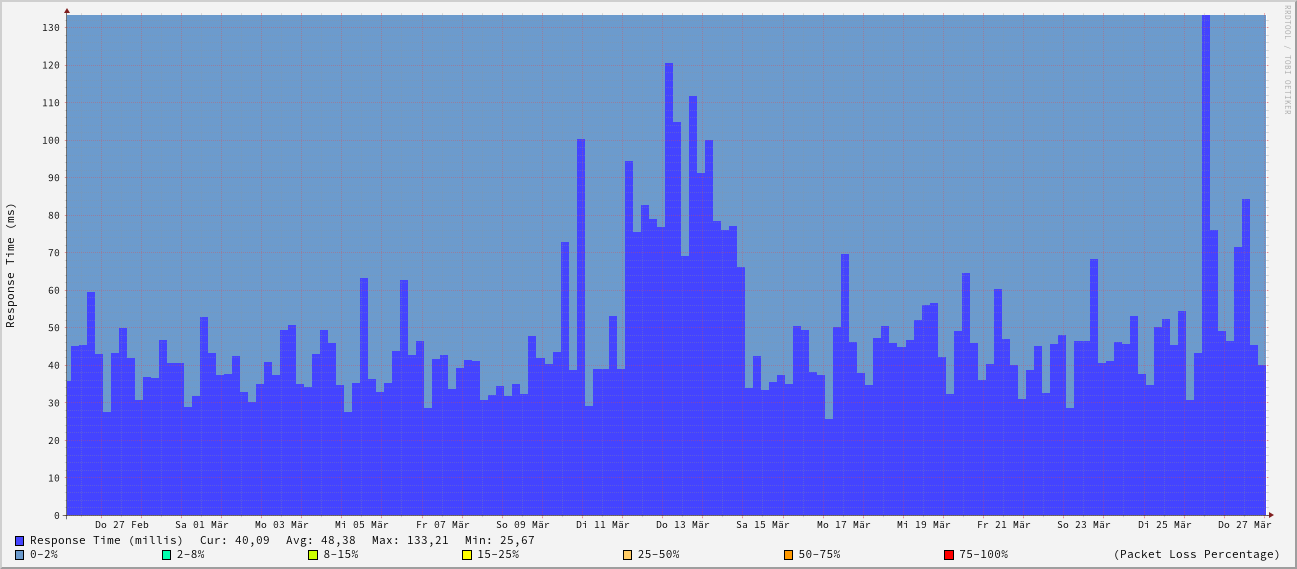 RRDTOOL / TOBI OETIKER
Response Time (ms)
130
120
110
100
90
80
70
60
50
40
30
20
10
0
Do 27 Feb Sa 01 Mär Mo 03 Mär Mi 05 Mär Fr 07 Mär So 09 Mär Di 11 Mär Do 13 Mär Sa 15 Mär Mo 17 Mär Mi 19 Mär Fr 21 Mär So 23 Mär Di 25 Mär Do 27 Mär
Response Time (millis) Cur: 40,09 Avg: 48,38 Max: 133,21 Min: 25,67
0-2% 2-8% 8-15% 15-25% 25-50% 50-75% 75-100% (Packet Loss Percentage)